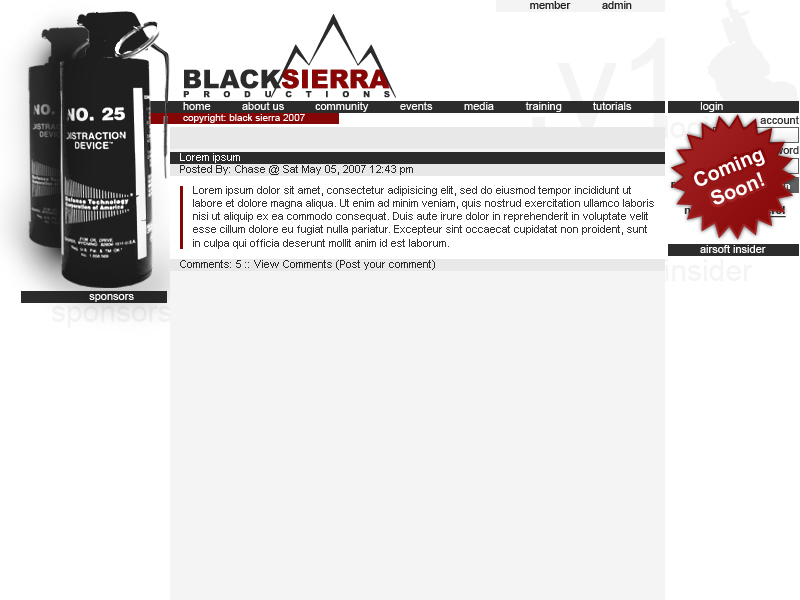 member admin
.v1
BLACKSIERRA
PRODUCTIONS
home about us community events media training tutorials login
copyright: black sierra 2007
account
Coming
Soon!
NO. 25
DISTRACTION
DEVICE™
Defense Technology
Corporation of America
NO.
Lorem ipsum
Posted By: Chase @ Sat May 05, 2007 12:43 pm
Lorem ipsum dolor sit amet, consectetur adipisicing elit, sed do eiusmod tempor incididunt ut
labore et dolore magna aliqua. Ut enim ad minim veniam, quis nostrud exercitation ullamco laboris
nisi ut aliquip ex ea commodo consequat. Duis aute irure dolor in reprehenderit in voluptate velit
esse cillum dolore eu fugiat nulla pariatur. Excepteur sint occaecat cupidatat non proident, sunt
in culpa qui officia deserunt mollit anim id est laborum.
Comments: 5 :: View Comments (Post your comment)
airsoft insider
insider
sponsors
sponsors